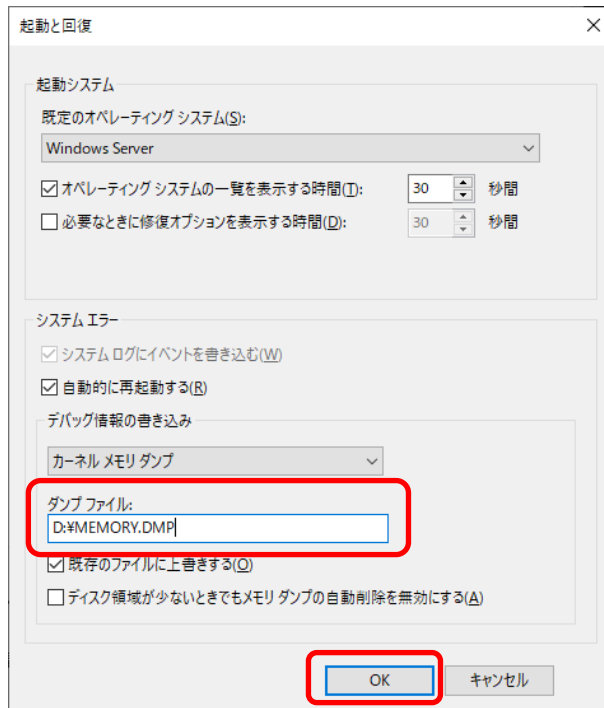 起動と回復
起動システム
既定のオペレーティング システム(S):
Windows Server
オペレーティング システムの一覧を表示する時間(T): 30 秒間
必要なときに修復オプションを表示する時間(D): 30 秒間
システム エラー
システム ログにイベントを書き込む(W)
自動的に再起動する(R)
デバッグ情報の書き込み
カーネル メモリ ダンプ
ダンプ ファイル:
D:¥MEMORY.DMP
既存のファイルに上書きする(O)
ディスク領域が少ないときでもメモリ ダンプの自動削除を無効にする(A)
OK キャンセル